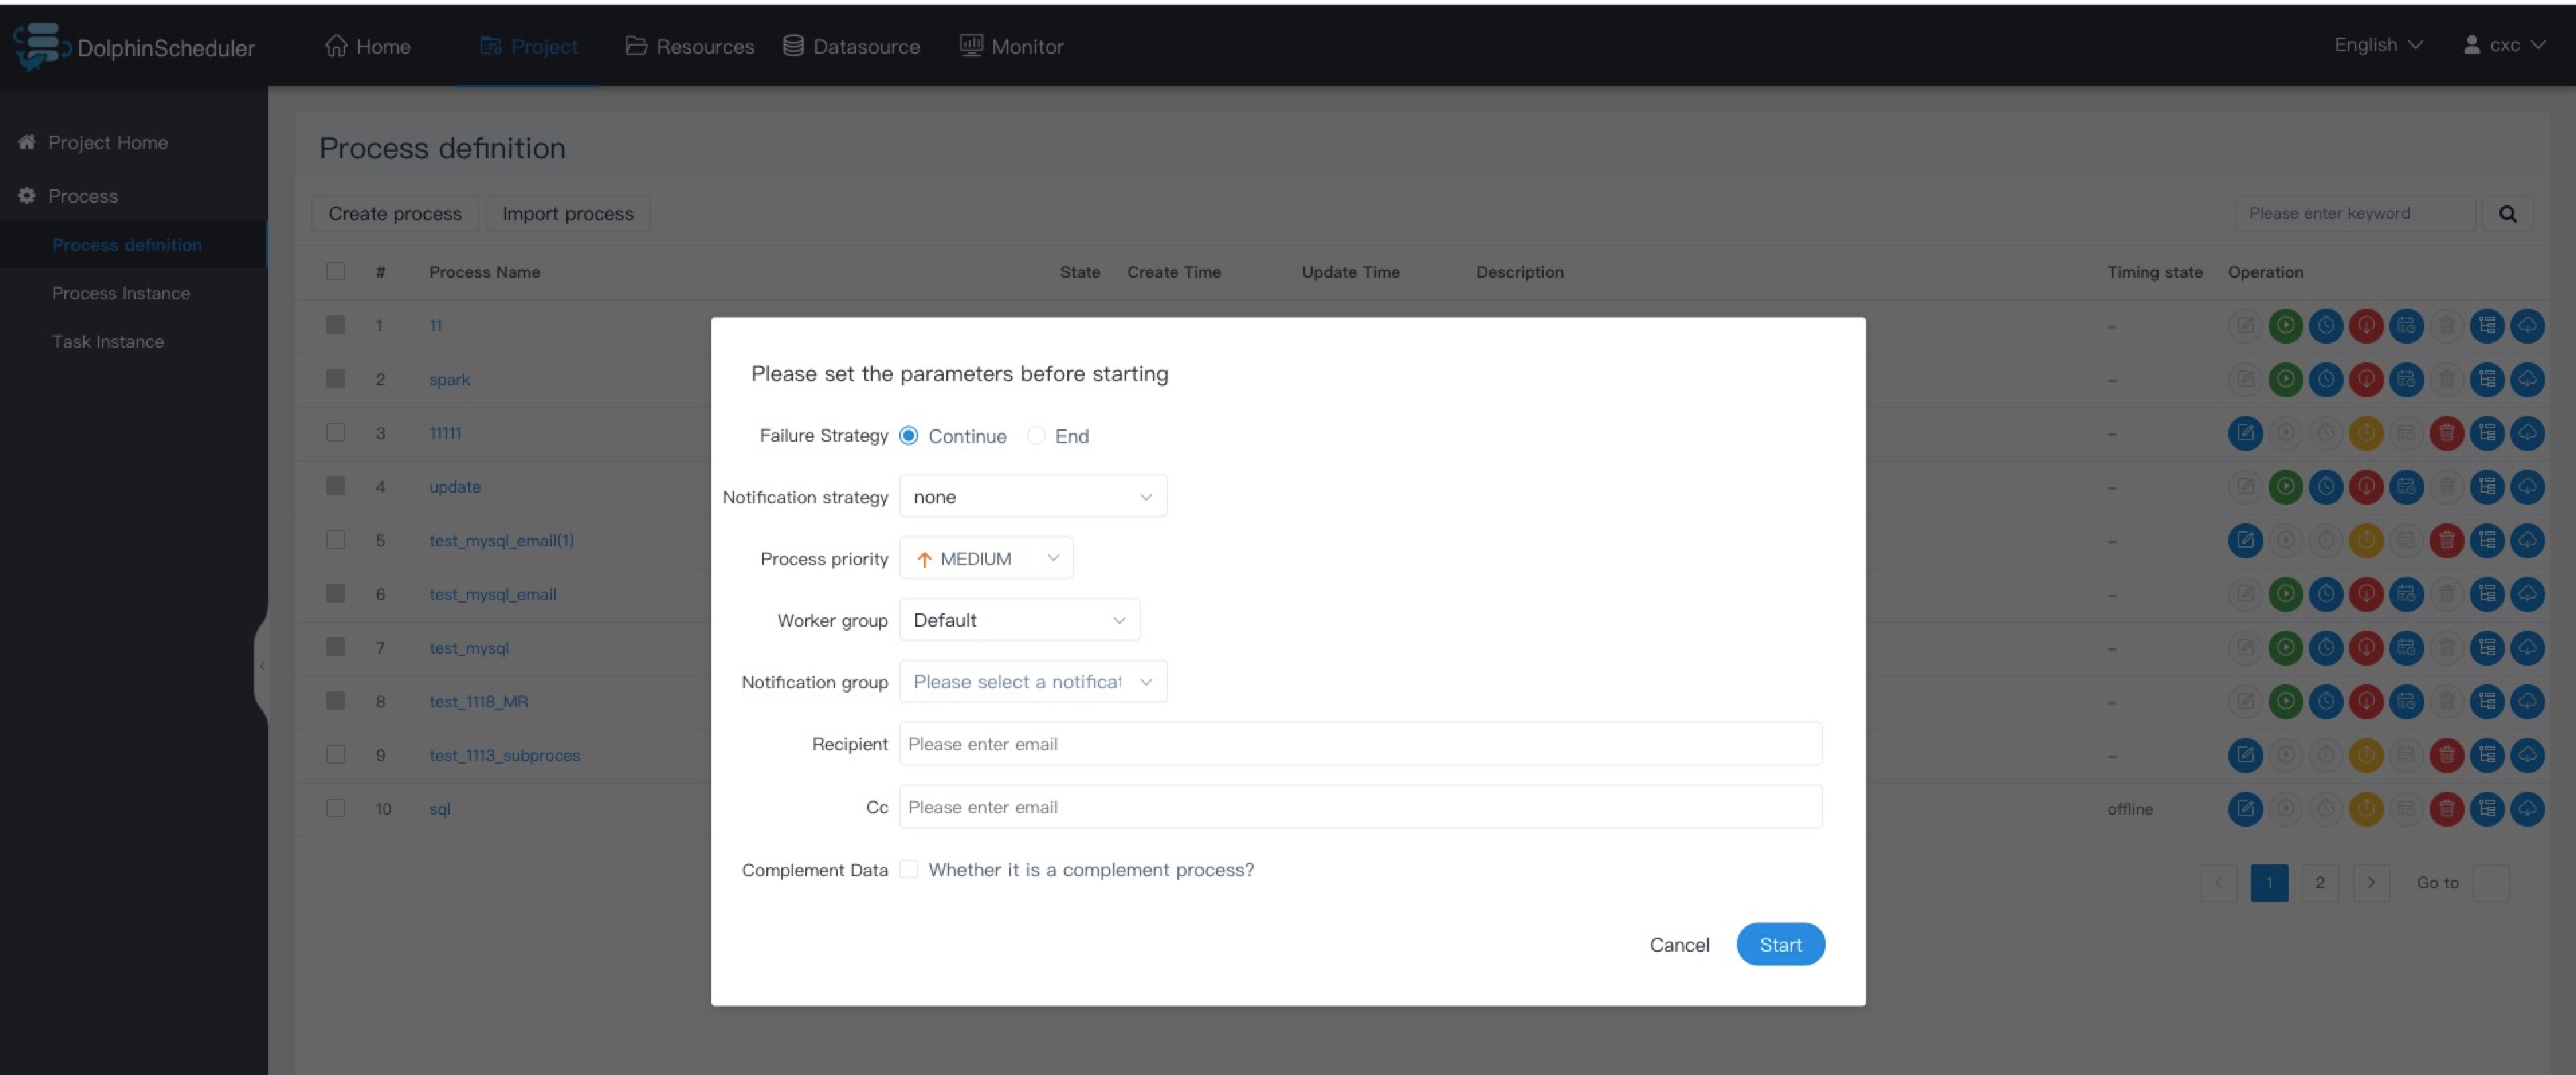 DolphinScheduler Home Project Resources Datasource Monitor English cxc
Project Home
Process
Process definition
Process Instance
Task Instance
Process definition
Create process Import process Please enter keyword
# Process Name State Create Time Update Time Description Timing state Operation
1 11 –
2 spark –
3 11111 –
4 update –
5 test_mysql_email(1) –
6 test_mysql_email –
7 test_mysql –
8 test_1118_MR –
9 test_1113_subproces –
10 sql offline
1 2 Go to
Please set the parameters before starting
Failure Strategy Continue End
Notification strategy none
Process priority MEDIUM
Worker group Default
Notification group Please select a notificat
Recipient Please enter email
Cc Please enter email
Complement Data Whether it is a complement process?
Cancel Start